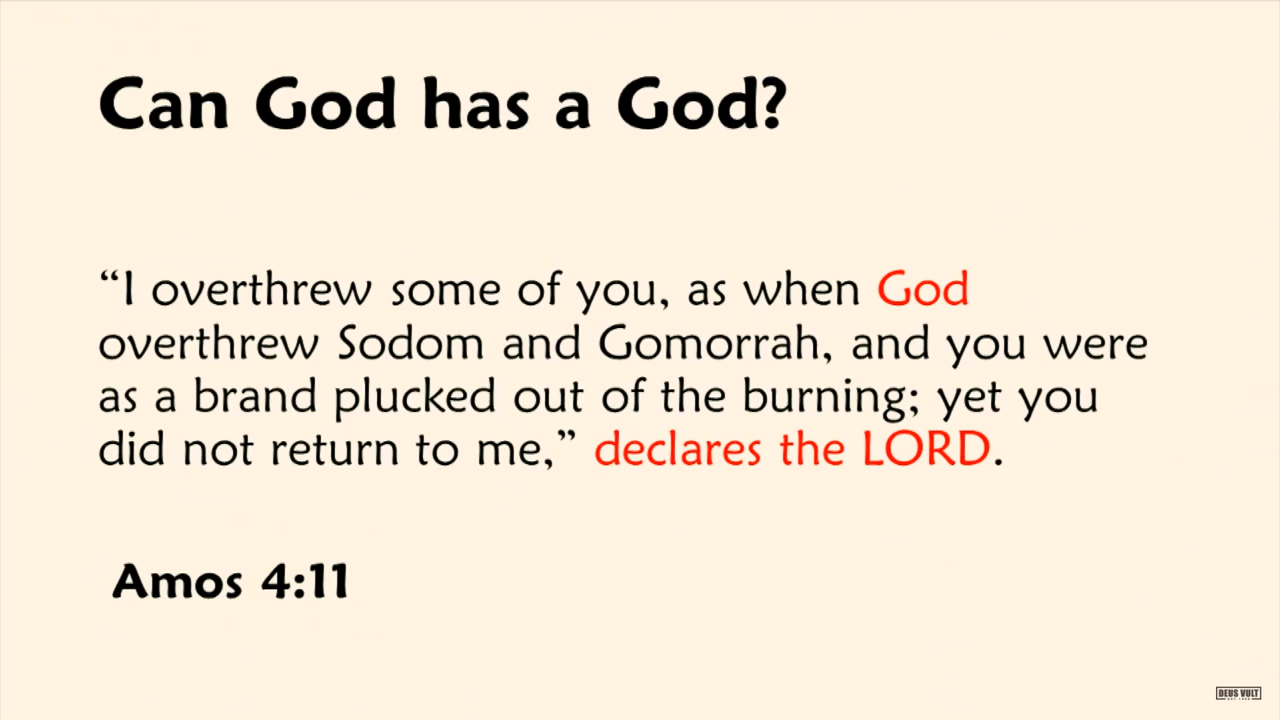 Can God has a God?
“I overthrew some of you, as when God
overthrew Sodom and Gomorrah, and you were
as a brand plucked out of the burning; yet you
did not return to me,” declares the LORD.
Amos 4:11
DEUS VULT